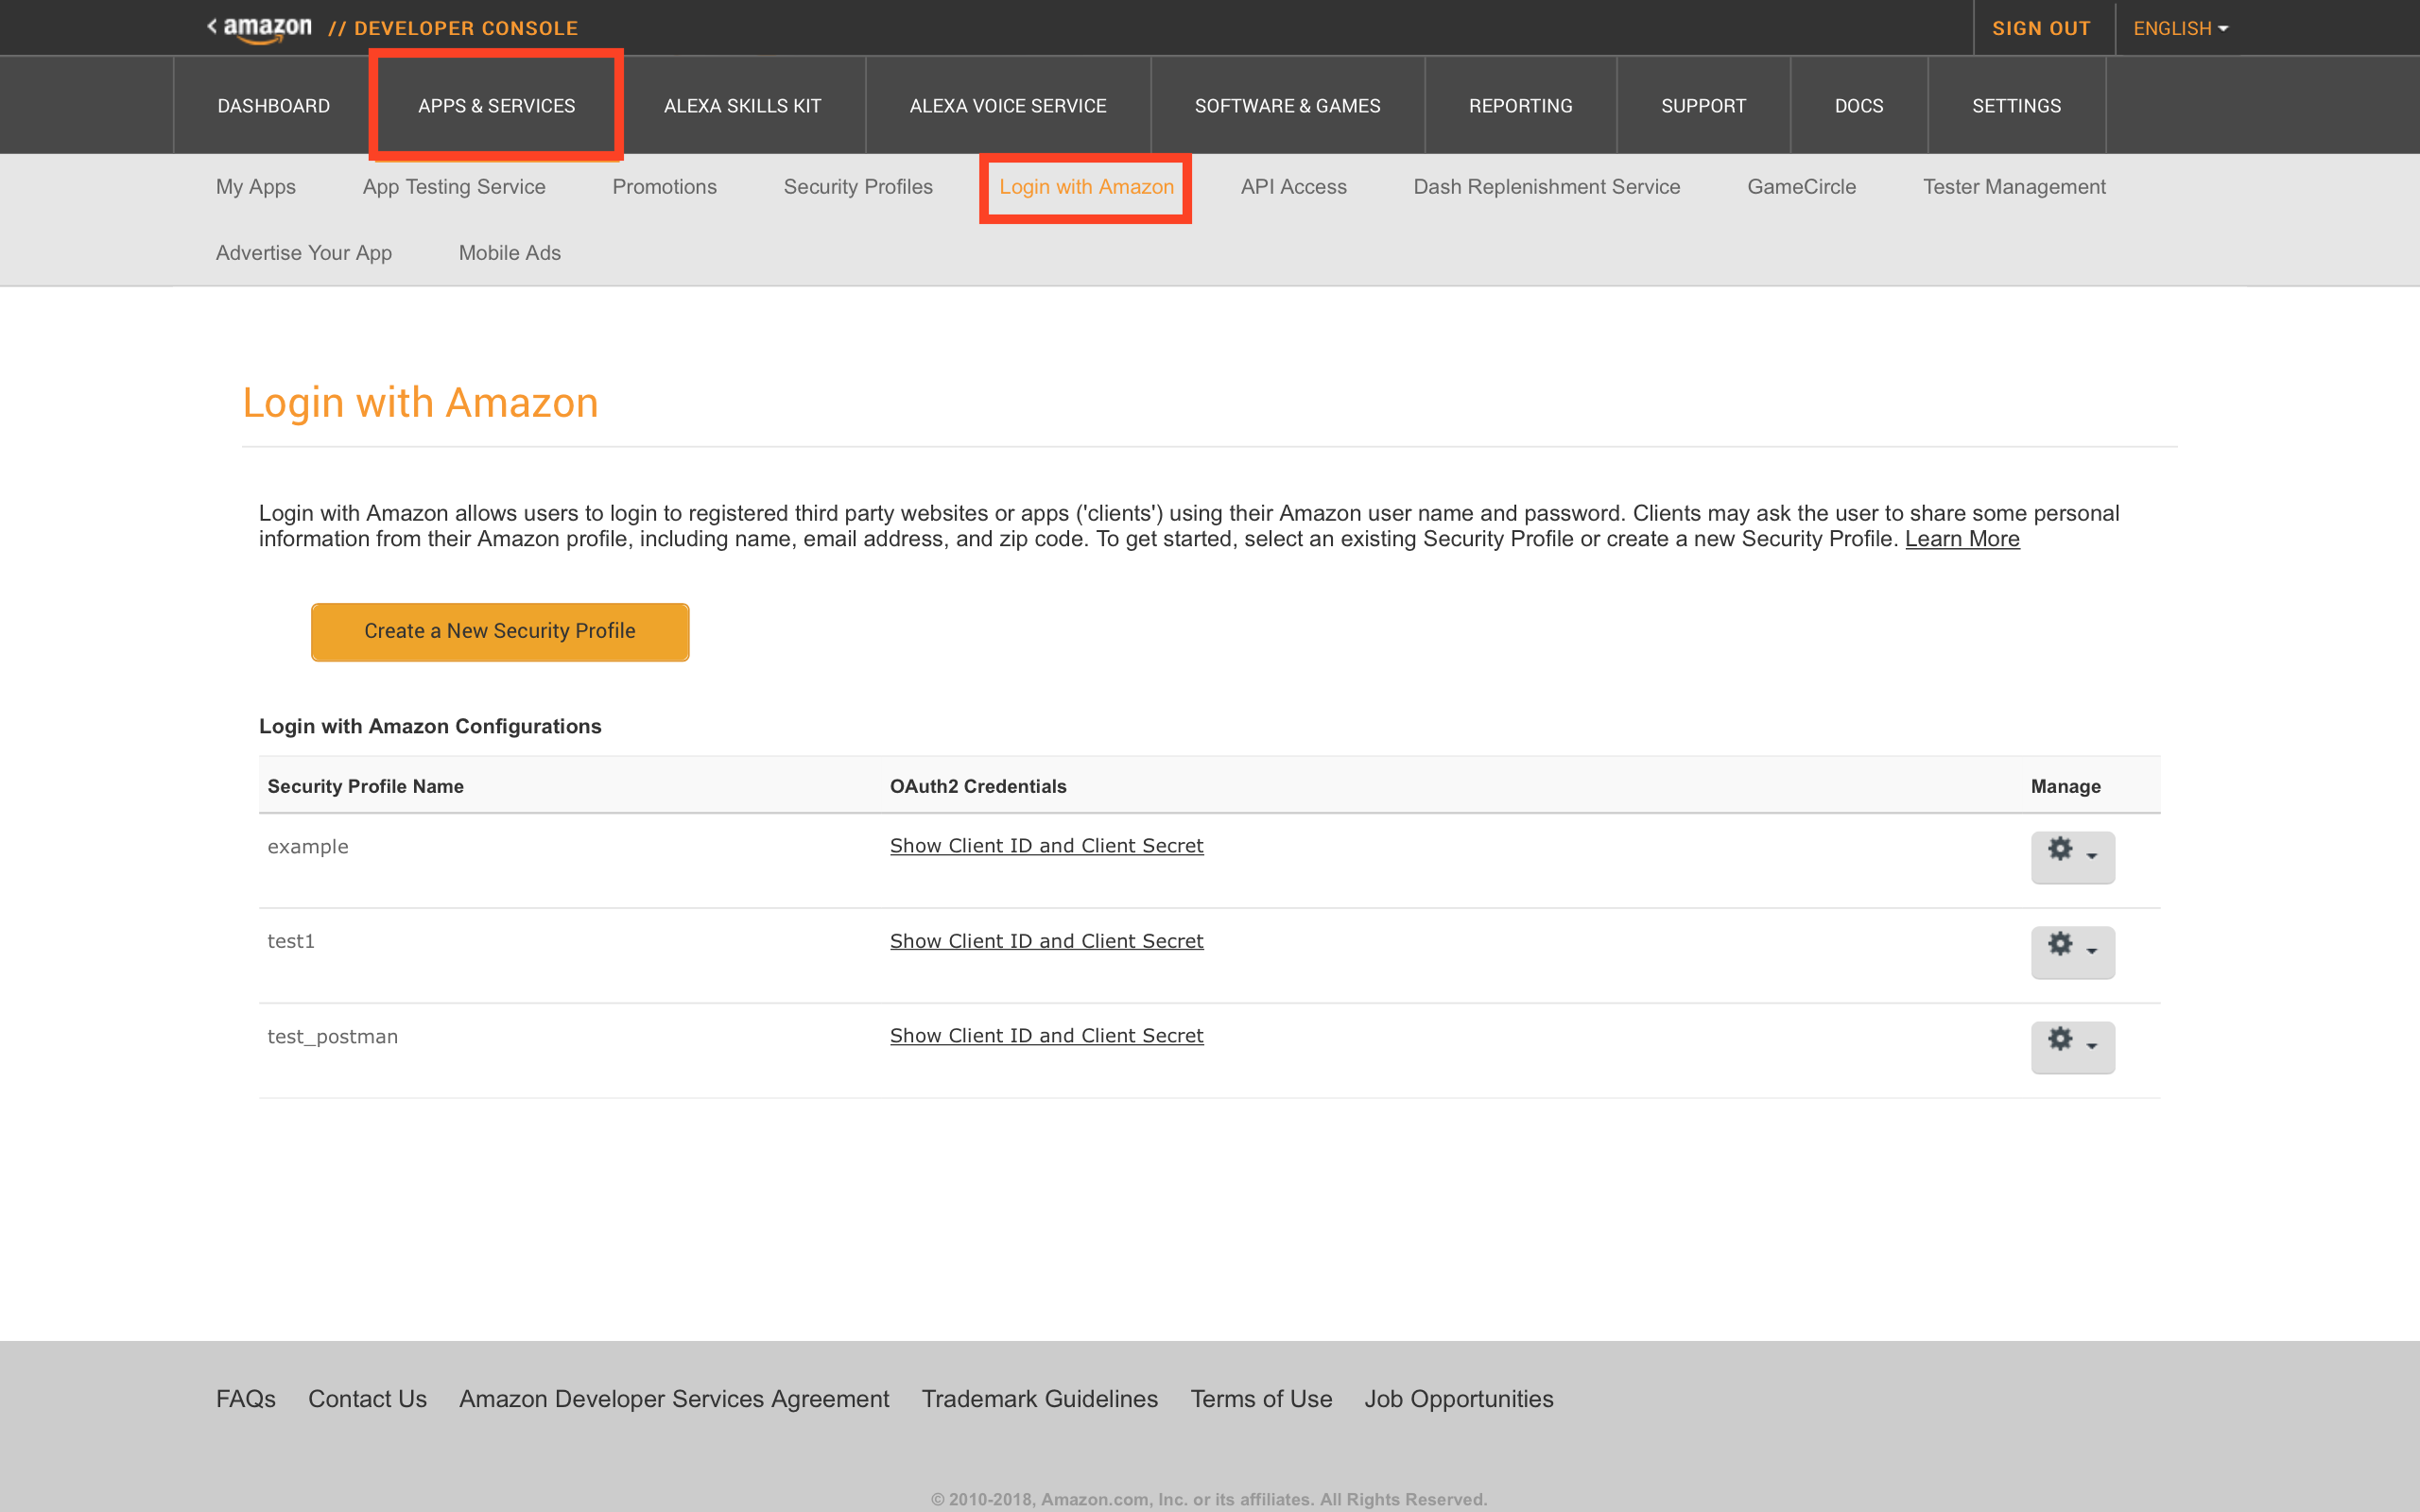 < amazon // DEVELOPER CONSOLE SIGN OUT ENGLISH
DASHBOARD APPS & SERVICES ALEXA SKILLS KIT ALEXA VOICE SERVICE SOFTWARE & GAMES REPORTING SUPPORT DOCS SETTINGS
My Apps App Testing Service Promotions Security Profiles Login with Amazon API Access Dash Replenishment Service GameCircle Tester Management
Advertise Your App Mobile Ads
Login with Amazon
Login with Amazon allows users to login to registered third party websites or apps ('clients') using their Amazon user name and password. Clients may ask the user to share some personal
information from their Amazon profile, including name, email address, and zip code. To get started, select an existing Security Profile or create a new Security Profile. Learn More
Create a New Security Profile
Login with Amazon Configurations
Security Profile Name OAuth2 Credentials Manage
example Show Client ID and Client Secret
test1 Show Client ID and Client Secret
test_postman Show Client ID and Client Secret
FAQs Contact Us Amazon Developer Services Agreement Trademark Guidelines Terms of Use Job Opportunities
© 2010-2018, Amazon.com, Inc. or its affiliates. All Rights Reserved.